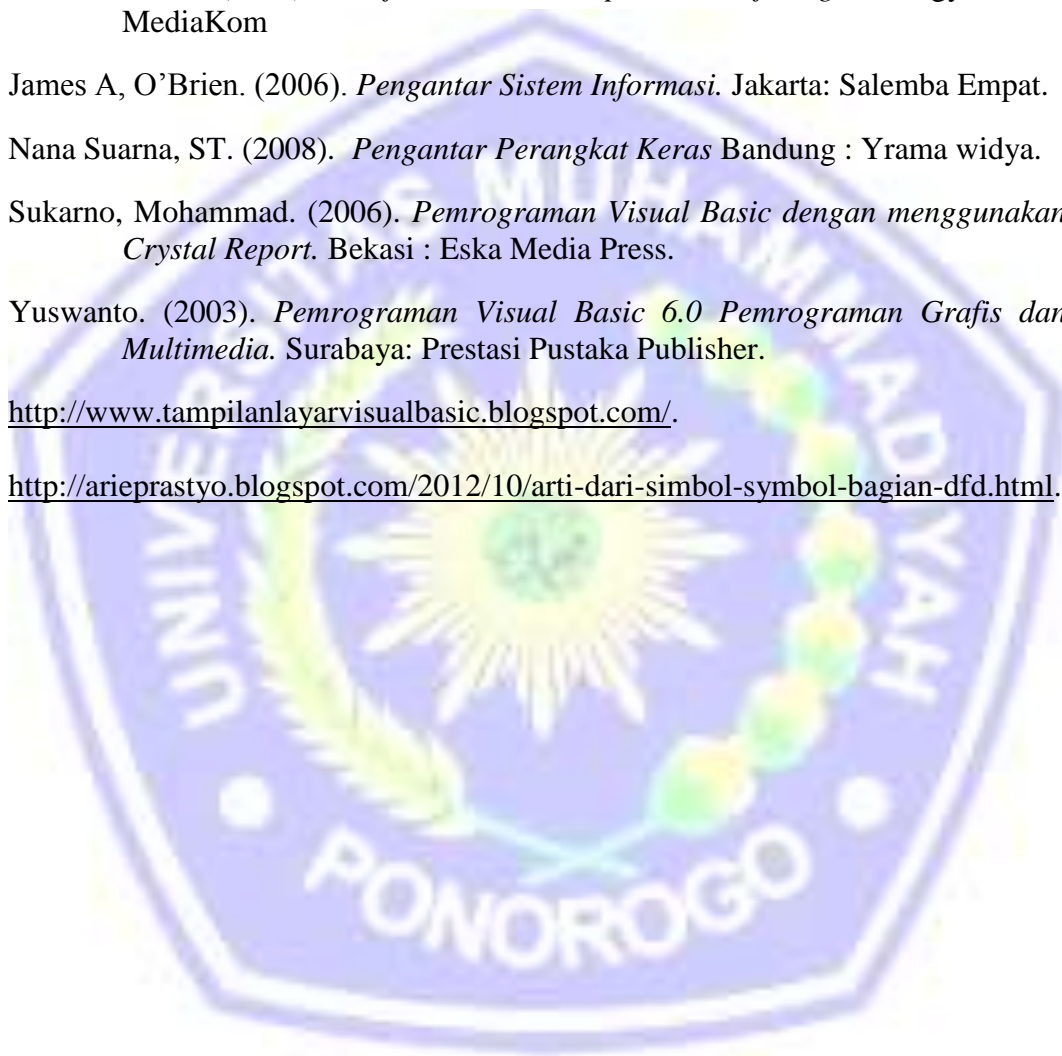 MediaKom
James A, O’Brien. (2006). Pengantar Sistem Informasi. Jakarta: Salemba Empat.
Nana Suarna, ST. (2008). Pengantar Perangkat Keras Bandung : Yrama widya.
Sukarno, Mohammad. (2006). Pemrograman Visual Basic dengan menggunakan
Crystal Report. Bekasi : Eska Media Press.
Yuswanto. (2003). Pemrograman Visual Basic 6.0 Pemrograman Grafis dan
Multimedia. Surabaya: Prestasi Pustaka Publisher.
http://www.tampilanlayarvisualbasic.blogspot.com/.
http://arieprastyo.blogspot.com/2012/10/arti-dari-simbol-symbol-bagian-dfd.html.
UNIVERSITAS MUHAMMADIYAH
PONOROGO